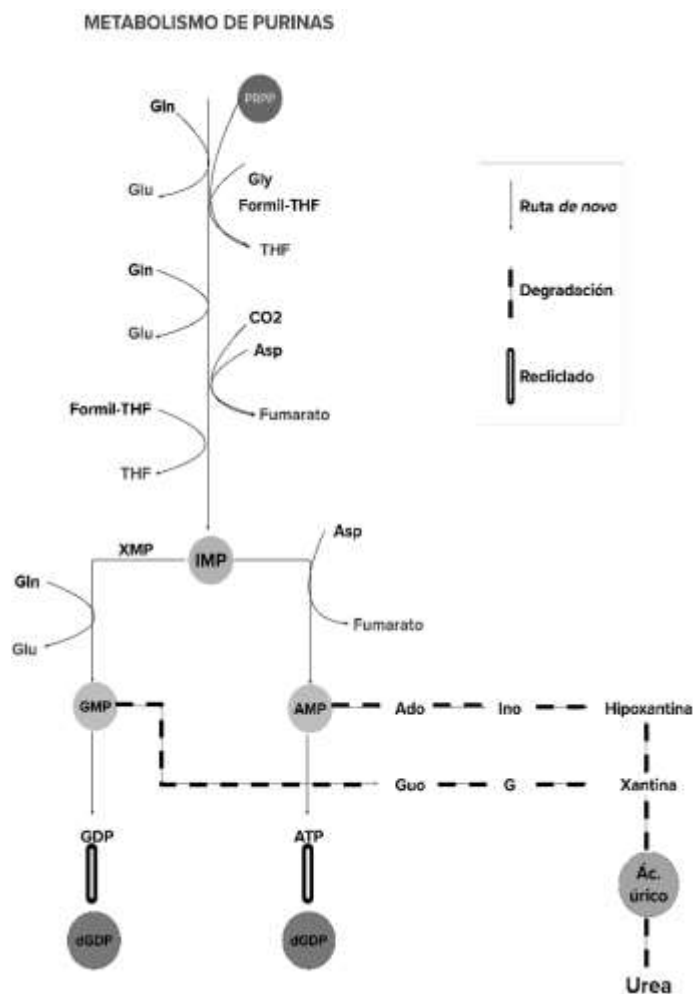 METABOLISMO DE PURINAS
PRPP
Gln
Gly
Glu
Formil-THF
THF
Gln
CO2
Glu
Asp
Formil-THF
Fumarato
THF
Ruta de novo
Degradación
Recliclado
XMP
IMP
Asp
Gln
Glu
Fumarato
GMP
AMP
Ado
Ino
Hipoxantina
Guo
G
Xantina
GDP
ATP
Ác.
úrico
dGDP
dGDP
Urea